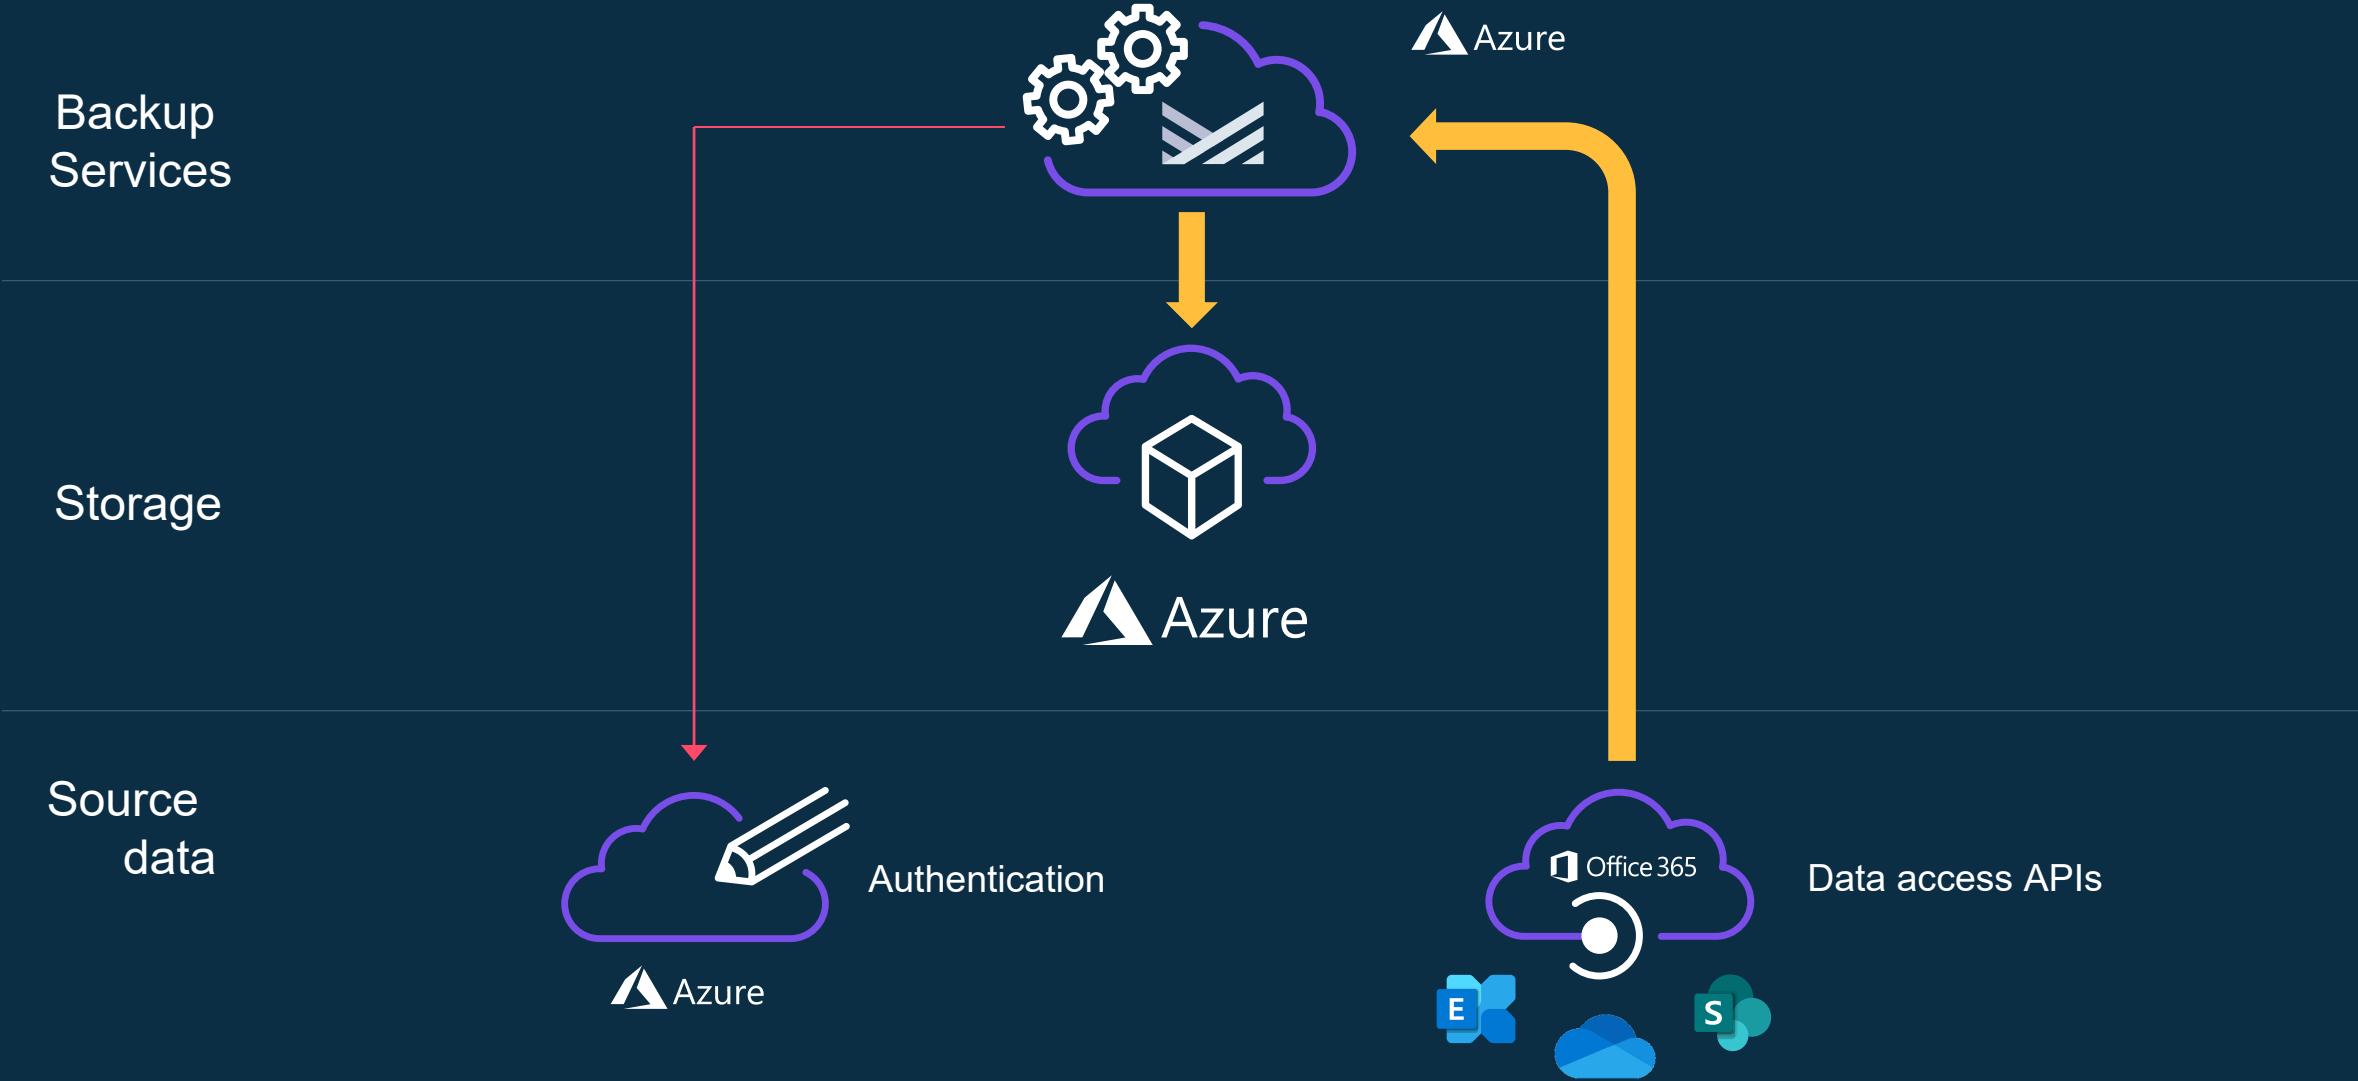 Azure
Backup
Services
Storage
Azure
Source
data
Authentication
Azure
Office 365
Data access APIs
E
S